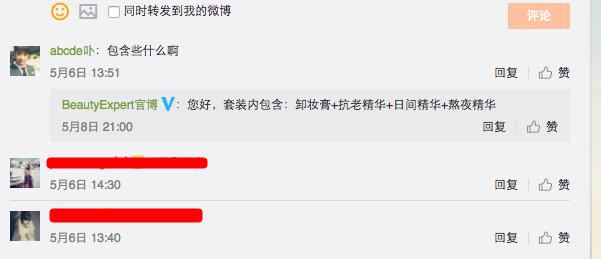 同时转发到我的微博
评论
abcde卟：包含些什么啊
5月6日 13:51 回复 赞
BeautyExpert官博 V：您好，套装内包含：卸妆膏+抗老精华+日间精华+熬夜精华
5月8日 21:00 回复 赞
5月6日 14:30 回复 赞
5月6日 13:40 回复 赞